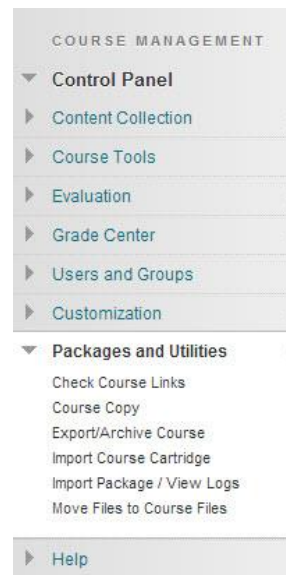 COURSE MANAGEMENT
Control Panel
Content Collection
Course Tools
Evaluation
Grade Center
Users and Groups
Customization
Packages and Utilities
Check Course Links
Course Copy
Export/Archive Course
Import Course Cartridge
Import Package / View Logs
Move Files to Course Files
Help